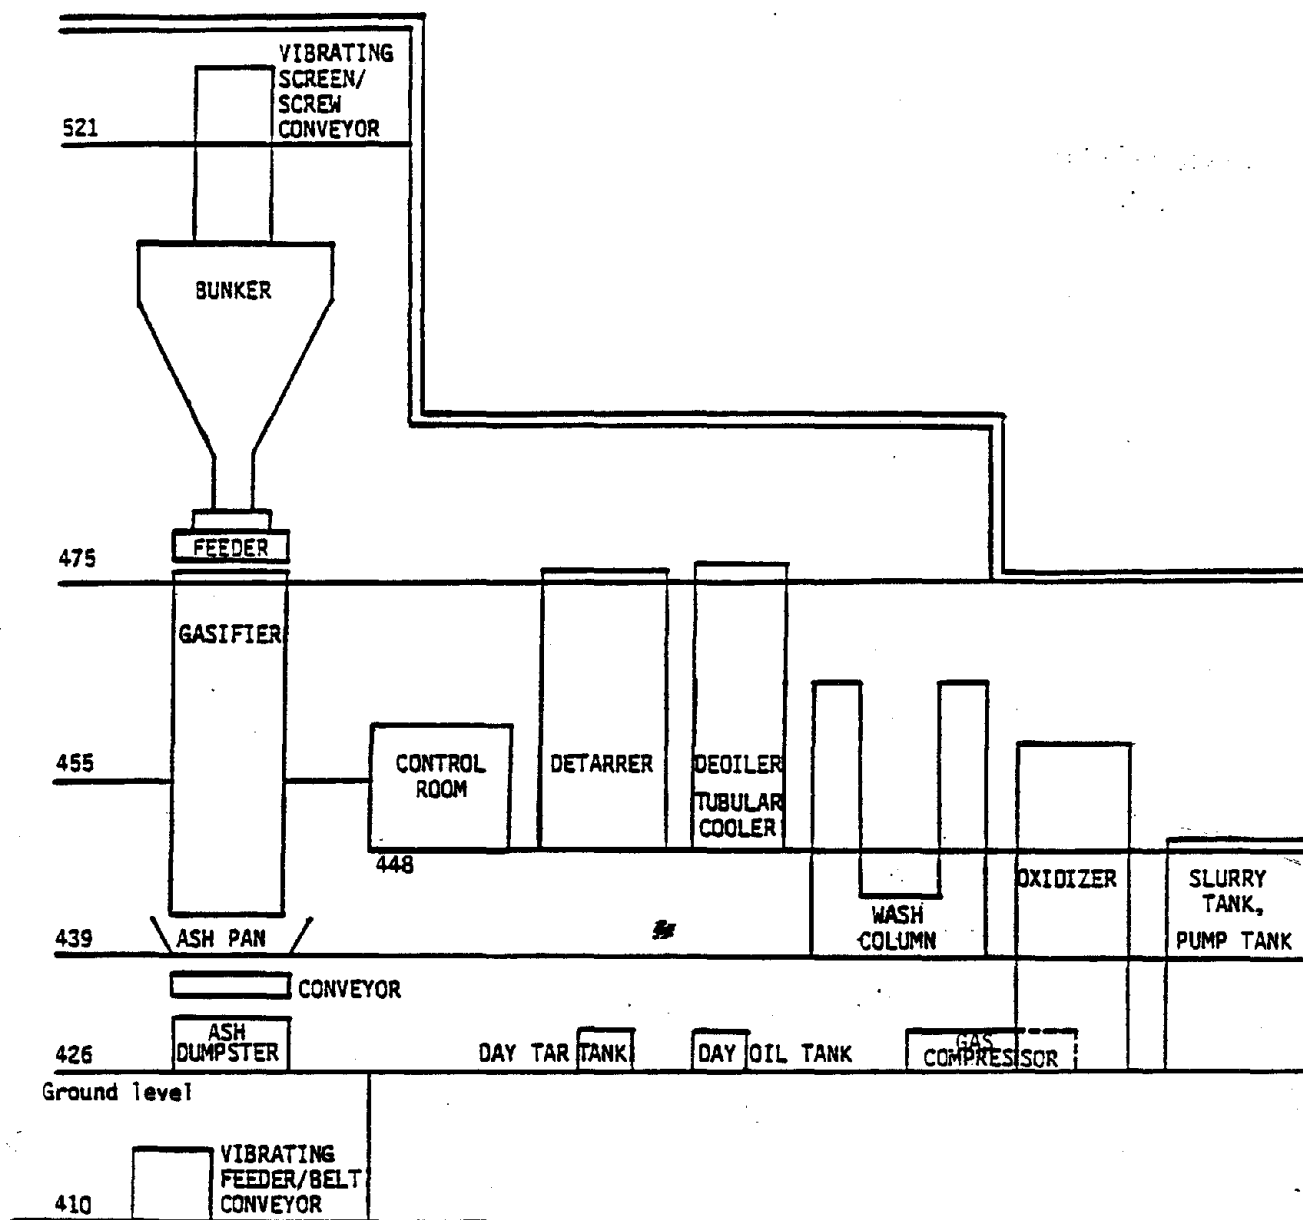 VIBRATING
SCREEN/
SCREW
CONVEYOR
521
BUNKER
FEEDER
475
GASIFIER
455
CONTROL
ROOM
DETARRER
DEOILER
TUBULAR
COOLER
448
OXIDIZER
SLURRY
TANK,
PUMP TANK
WASH
COLUMN
439
ASH PAN
CONVEYOR
ASH
DUMPSTER
426
DAY TAR TANK
DAY OIL TANK
GAS
COMPRESSOR
Ground level
VIBRATING
FEEDER/BELT
CONVEYOR
410